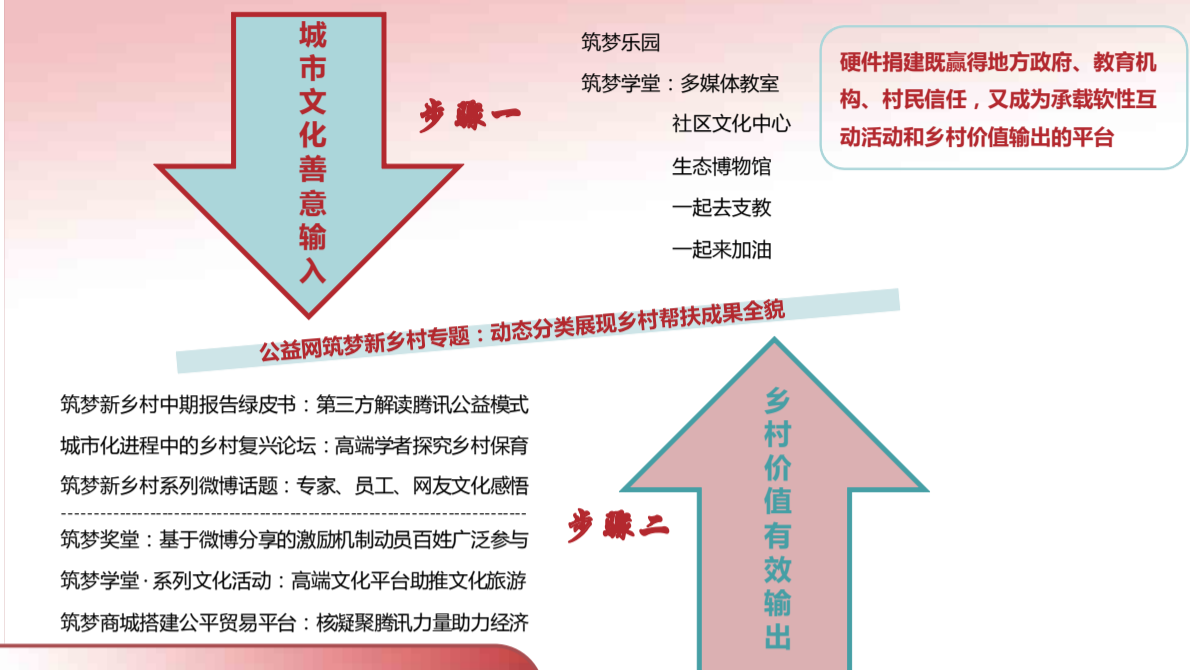 城市文化善意输入
步骤一
筑梦乐园
筑梦学堂：多媒体教室
社区文化中心
生态博物馆
一起去支教
一起来加油
硬件捐建既赢得地方政府、教育机
构、村民信任，又成为承载软性互
动活动和乡村价值输出的平台
公益网筑梦新乡村专题：动态分类展现乡村帮扶成果全貌
筑梦新乡村中期报告绿皮书：第三方解读腾讯公益模式
城市化进程中的乡村复兴论坛：高端学者探究乡村保育
筑梦新乡村系列微博话题：专家、员工、网友文化感悟
筑梦奖堂：基于微博分享的激励机制动员百姓广泛参与
筑梦学堂·系列文化活动：高端文化平台助推文化旅游
筑梦商城搭建公平贸易平台：核凝聚腾讯力量助力经济
步骤二
乡村价值有效输出